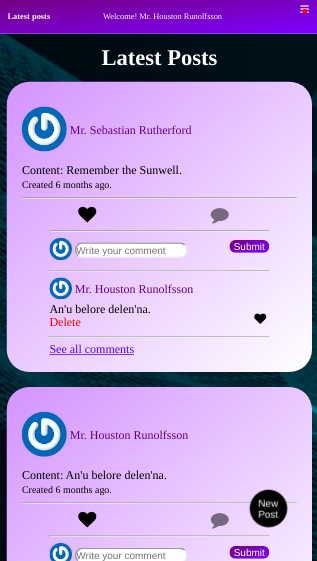 Latest Posts
Welcome! Mr. Houston Runolfsson
Latest Posts
Mr. Sebastian Rutherford
Content: Remember the Sunwell.
Created 6 months ago.
Write your comment
Submit
Mr. Houston Runolfsson
An'u belore delen'na.
Delete
See all comments
Mr. Houston Runolfsson
Content: An'u belore delen'na.
Created 6 months ago.
New
Post
Write your comment
Submit